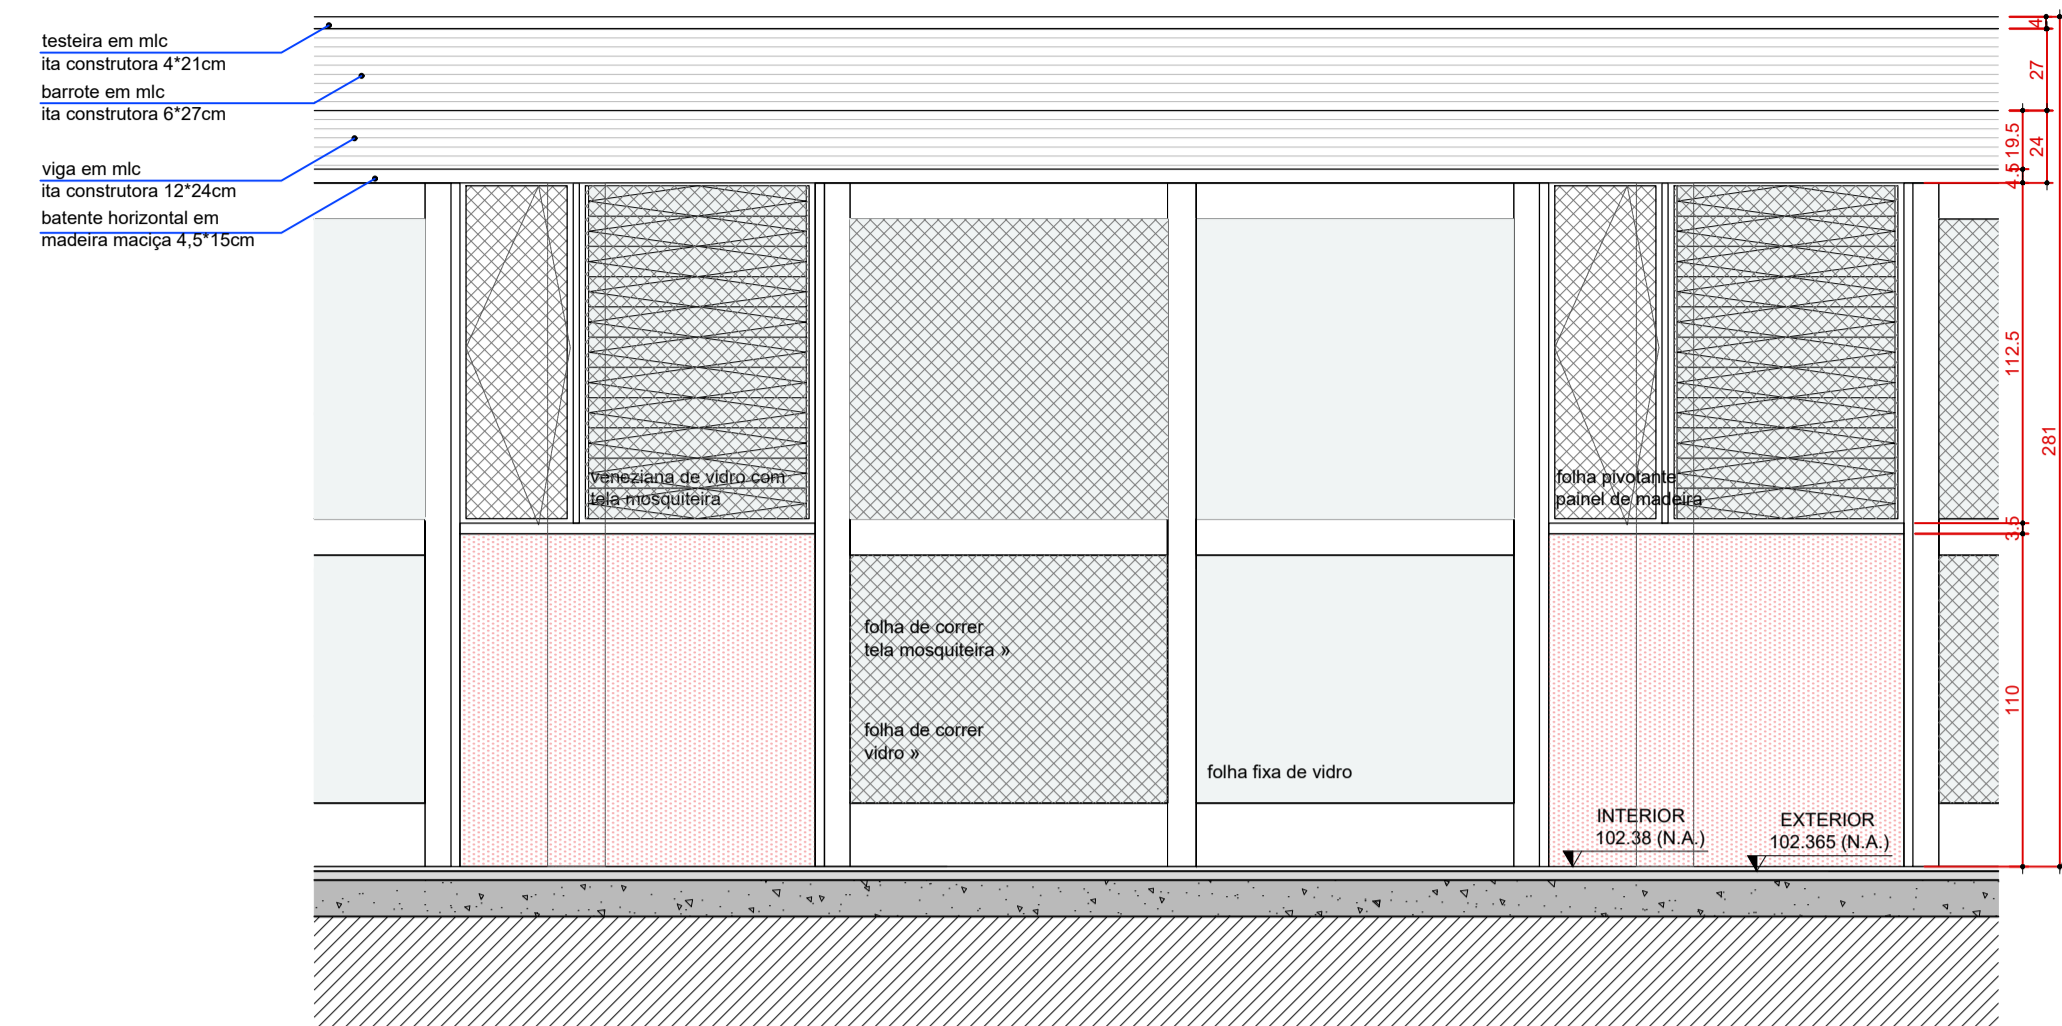 testeira em mlc
ita construtora 4*21cm
barrote em mlc
ita construtora 6*27cm
viga em mlc
ita construtora 12*24cm
batente horizontal em
madeira maciça 4,5*15cm
veneziana de vidro com
tela mosquiteira
folha pivotante
painel de madeira
folha de correr
tela mosquiteira »
folha de correr
vidro »
folha fixa de vidro
INTERIOR
102.38 (N.A.)
EXTERIOR
102.365 (N.A.)
4
27
19.5
24
4.5
112.5
281
3.5
110